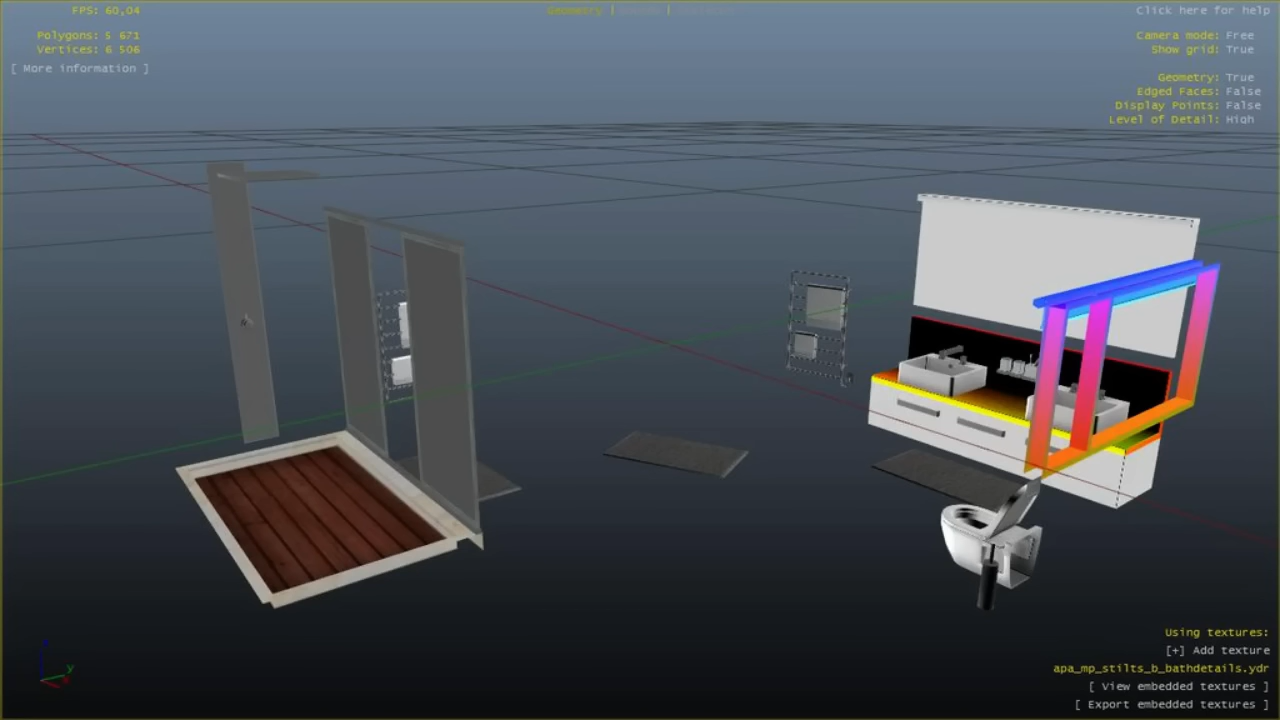 FPS: 60,04
Geometry |
Click here for help
Polygons: 5 671
Vertices: 6 506
[ More information ]
Camera mode: Free
Show grid: True
Geometry: True
Edged Faces: False
Display Points: False
Level of Detail: High
y
Using textures:
[+] Add texture
apa_mp_stilts_b_bathdetails.ydr
[ View embedded textures ]
[ Export embedded textures ]